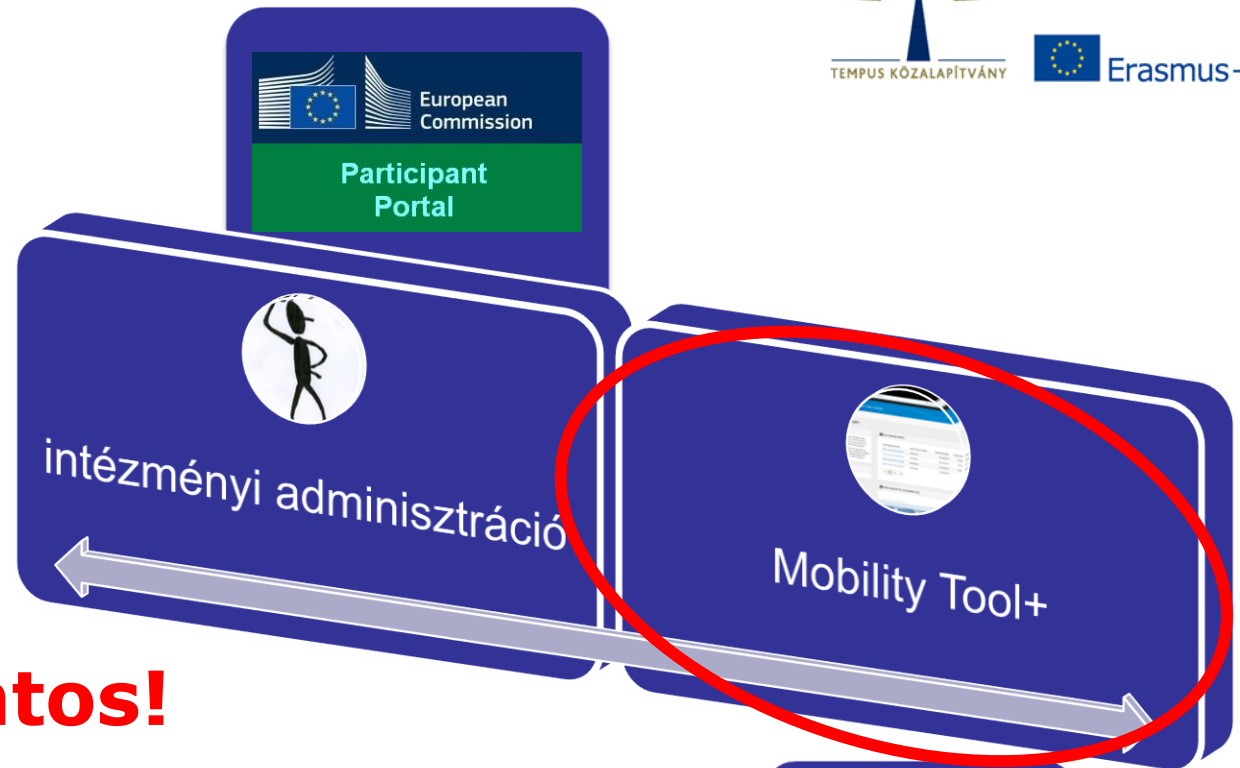 TEMPUS KÖZALAPÍTVÁNY
Erasmus+
European
Commission
Participant
Portal
intézményi adminisztráció
Mobility Tool+
ntos!